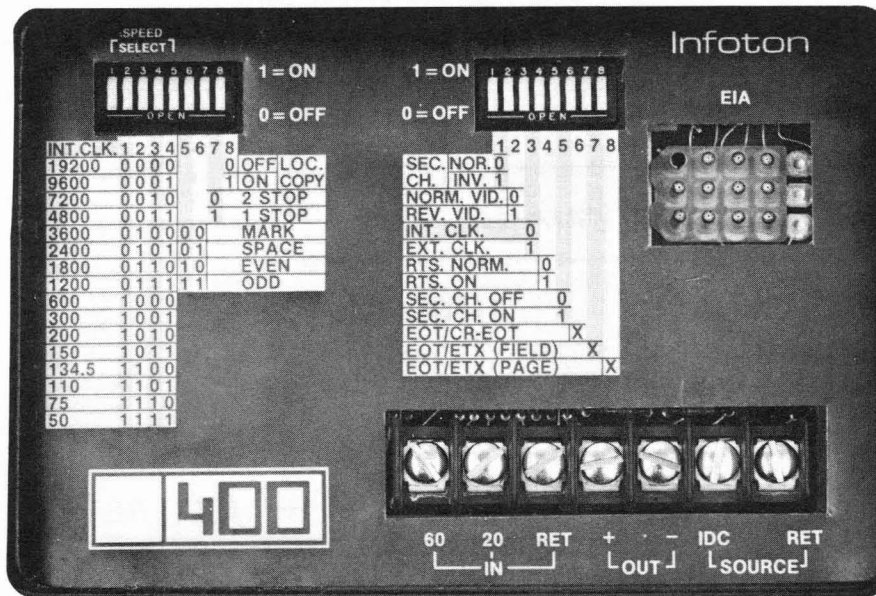 SPEED
SELECT
1 2 3 4 5 6 7 8
OPEN
1 = ON
0 = OFF
INT.CLK. 1 2 3 4 5 6 7 8
19200 0 0 0 0 0 OFF LOC.
9600 0 0 0 1 1 ON COPY
7200 0 0 1 0 0 2 STOP
4800 0 0 1 1 1 1 STOP
3600 0 1 0 1 0 0 MARK
2400 0 1 0 1 0 1 SPACE
1800 0 1 1 1 1 0 EVEN
1200 0 1 1 1 1 1 ODD
600 1 0 0 0
300 1 0 0 1
200 1 0 1 0
150 1 0 1 1
134.5 1 1 0 0
110 1 1 0 1
75 1 1 1 0
50 1 1 1 1
400
1 = ON
0 = OFF
1 2 3 4 5 6 7 8
OPEN
1 2 3 4 5 6 7 8
SEC. NOR. 0
CH. INV. 1
NORM. VID. 0
REV. VID. 1
INT. CLK. 0
EXT. CLK. 1
RTS. NORM. 0
RTS. ON 1
SEC. CH. OFF 0
SEC. CH. ON 1
EOT/CR-EOT X
EOT/ETX (FIELD) X
EOT/ETX (PAGE) X
Infoton
EIA
60 20 RET + · − IDC RET
IN OUT SOURCE